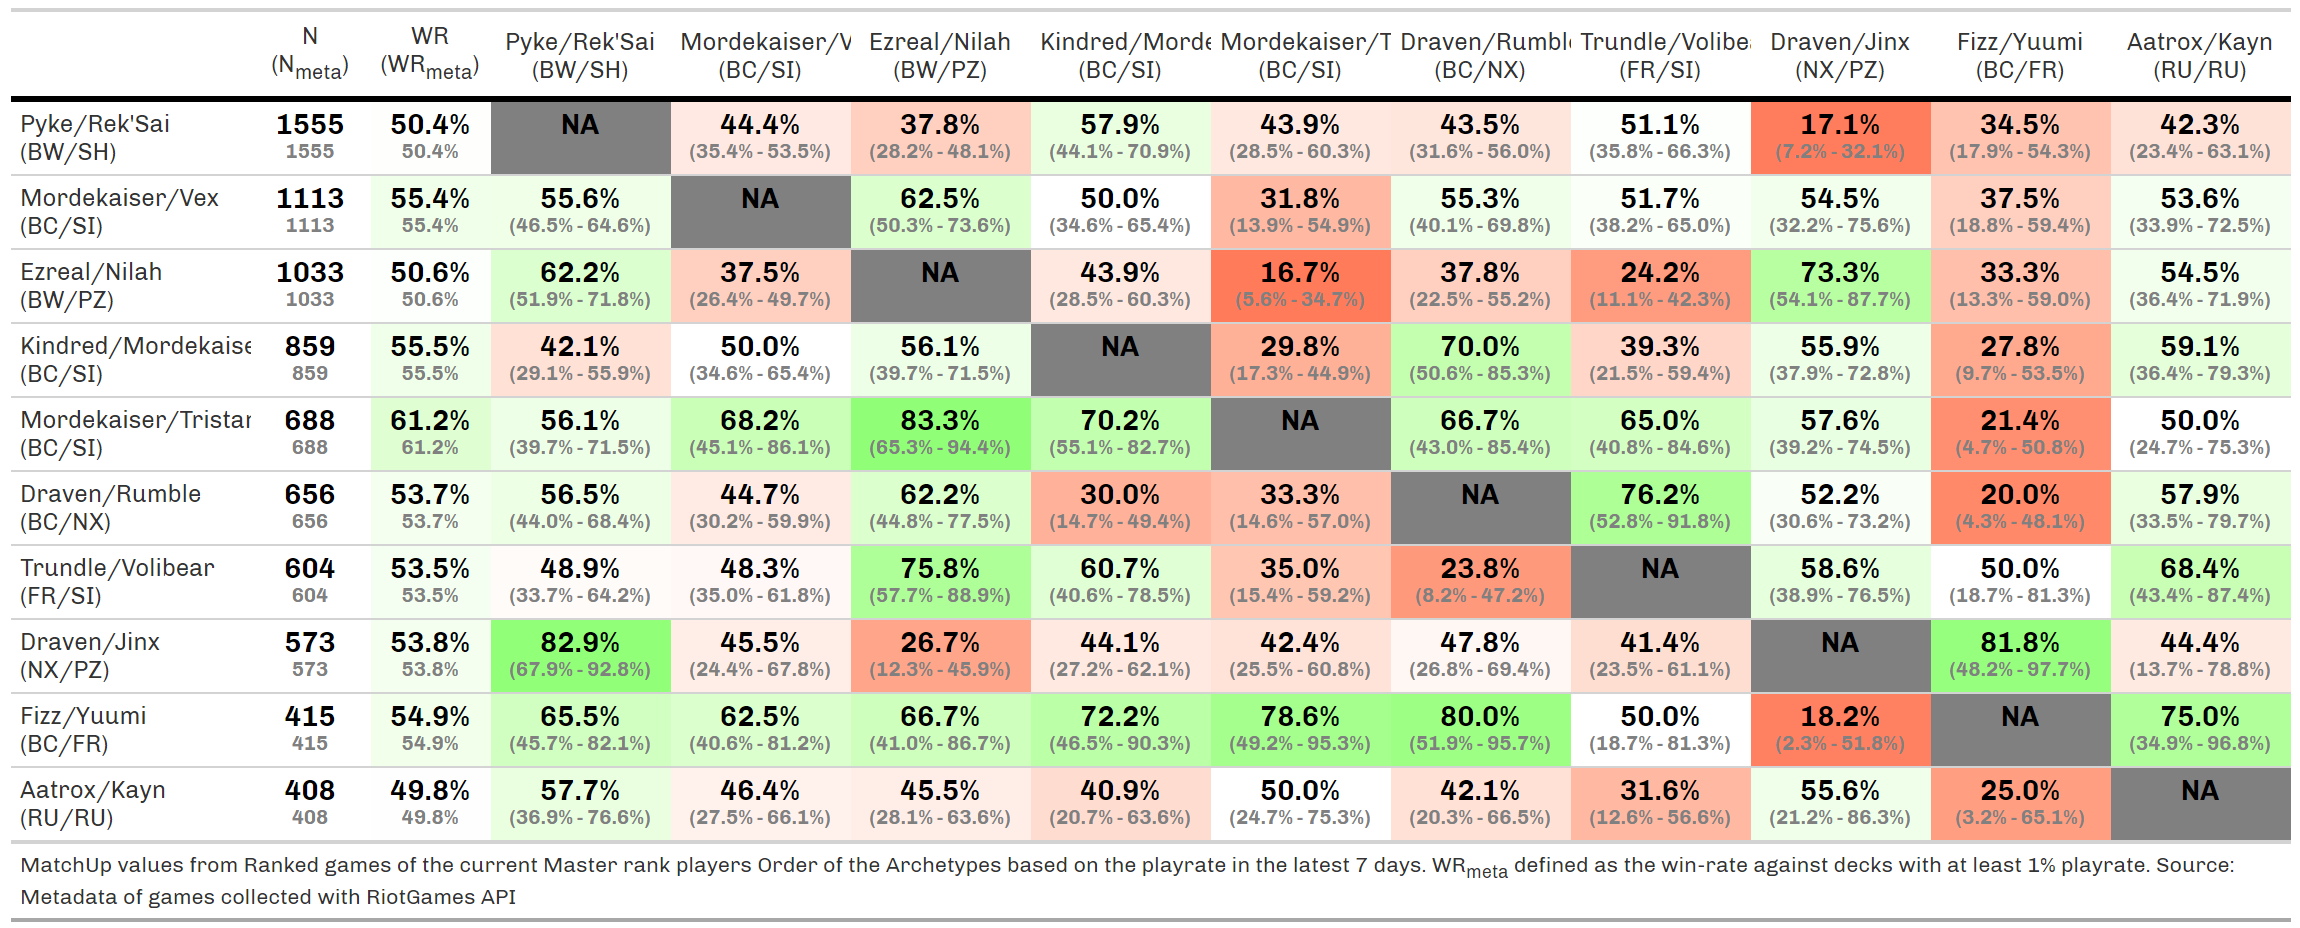 N WR Pyke/Rek'Sai Mordekaiser/V Ezreal/Nilah Kindred/Morde Mordekaiser/T Draven/Rumble Trundle/Volibea Draven/Jinx Fizz/Yuumi Aatrox/Kayn
(Nmeta) (WRmeta) (BW/SH) (BC/SI) (BW/PZ) (BC/SI) (BC/SI) (BC/NX) (FR/SI) (NX/PZ) (BC/FR) (RU/RU)
Pyke/Rek'Sai 1555 50.4% NA 44.4% 37.8% 57.9% 43.9% 43.5% 51.1% 17.1% 34.5% 42.3%
(BW/SH) 1555 50.4% (35.4% - 53.5%) (28.2% - 48.1%) (44.1% - 70.9%) (28.5% - 60.3%) (31.6% - 56.0%) (35.8% - 66.3%) (7.2% - 32.1%) (17.9% - 54.3%) (23.4% - 63.1%)
Mordekaiser/Vex 1113 55.4% 55.6% NA 62.5% 50.0% 31.8% 55.3% 51.7% 54.5% 37.5% 53.6%
(BC/SI) 1113 55.4% (46.5% - 64.6%) (50.3% - 73.6%) (34.6% - 65.4%) (13.9% - 54.9%) (40.1% - 69.8%) (38.2% - 65.0%) (32.2% - 75.6%) (18.8% - 59.4%) (33.9% - 72.5%)
Ezreal/Nilah 1033 50.6% 62.2% 37.5% NA 43.9% 16.7% 37.8% 24.2% 73.3% 33.3% 54.5%
(BW/PZ) 1033 50.6% (51.9% - 71.8%) (26.4% - 49.7%) (28.5% - 60.3%) (5.6% - 34.7%) (22.5% - 55.2%) (11.1% - 42.3%) (54.1% - 87.7%) (13.3% - 59.0%) (36.4% - 71.9%)
Kindred/Mordekaise 859 55.5% 42.1% 50.0% 56.1% NA 29.8% 70.0% 39.3% 55.9% 27.8% 59.1%
(BC/SI) 859 55.5% (29.1% - 55.9%) (34.6% - 65.4%) (39.7% - 71.5%) (17.3% - 44.9%) (50.6% - 85.3%) (21.5% - 59.4%) (37.9% - 72.8%) (9.7% - 53.5%) (36.4% - 79.3%)
Mordekaiser/Tristar 688 61.2% 56.1% 68.2% 83.3% 70.2% NA 66.7% 65.0% 57.6% 21.4% 50.0%
(BC/SI) 688 61.2% (39.7% - 71.5%) (45.1% - 86.1%) (65.3% - 94.4%) (55.1% - 82.7%) (43.0% - 85.4%) (40.8% - 84.6%) (39.2% - 74.5%) (4.7% - 50.8%) (24.7% - 75.3%)
Draven/Rumble 656 53.7% 56.5% 44.7% 62.2% 30.0% 33.3% NA 76.2% 52.2% 20.0% 57.9%
(BC/NX) 656 53.7% (44.0% - 68.4%) (30.2% - 59.9%) (44.8% - 77.5%) (14.7% - 49.4%) (14.6% - 57.0%) (52.8% - 91.8%) (30.6% - 73.2%) (4.3% - 48.1%) (33.5% - 79.7%)
Trundle/Volibear 604 53.5% 48.9% 48.3% 75.8% 60.7% 35.0% 23.8% NA 58.6% 50.0% 68.4%
(FR/SI) 604 53.5% (33.7% - 64.2%) (35.0% - 61.8%) (57.7% - 88.9%) (40.6% - 78.5%) (15.4% - 59.2%) (8.2% - 47.2%) (38.9% - 76.5%) (18.7% - 81.3%) (43.4% - 87.4%)
Draven/Jinx 573 53.8% 82.9% 45.5% 26.7% 44.1% 42.4% 47.8% 41.4% NA 81.8% 44.4%
(NX/PZ) 573 53.8% (67.9% - 92.8%) (24.4% - 67.8%) (12.3% - 45.9%) (27.2% - 62.1%) (25.5% - 60.8%) (26.8% - 69.4%) (23.5% - 61.1%) (48.2% - 97.7%) (13.7% - 78.8%)
Fizz/Yuumi 415 54.9% 65.5% 62.5% 66.7% 72.2% 78.6% 80.0% 50.0% 18.2% NA 75.0%
(BC/FR) 415 54.9% (45.7% - 82.1%) (40.6% - 81.2%) (41.0% - 86.7%) (46.5% - 90.3%) (49.2% - 95.3%) (51.9% - 95.7%) (18.7% - 81.3%) (2.3% - 51.8%) (34.9% - 96.8%)
Aatrox/Kayn 408 49.8% 57.7% 46.4% 45.5% 40.9% 50.0% 42.1% 31.6% 55.6% 25.0% NA
(RU/RU) 408 49.8% (36.9% - 76.6%) (27.5% - 66.1%) (28.1% - 63.6%) (20.7% - 63.6%) (24.7% - 75.3%) (20.3% - 66.5%) (12.6% - 56.6%) (21.2% - 86.3%) (3.2% - 65.1%)
MatchUp values from Ranked games of the current Master rank players Order of the Archetypes based on the playrate in the latest 7 days. WRmeta defined as the win-rate against decks with at least 1% playrate. Source:
Metadata of games collected with RiotGames API